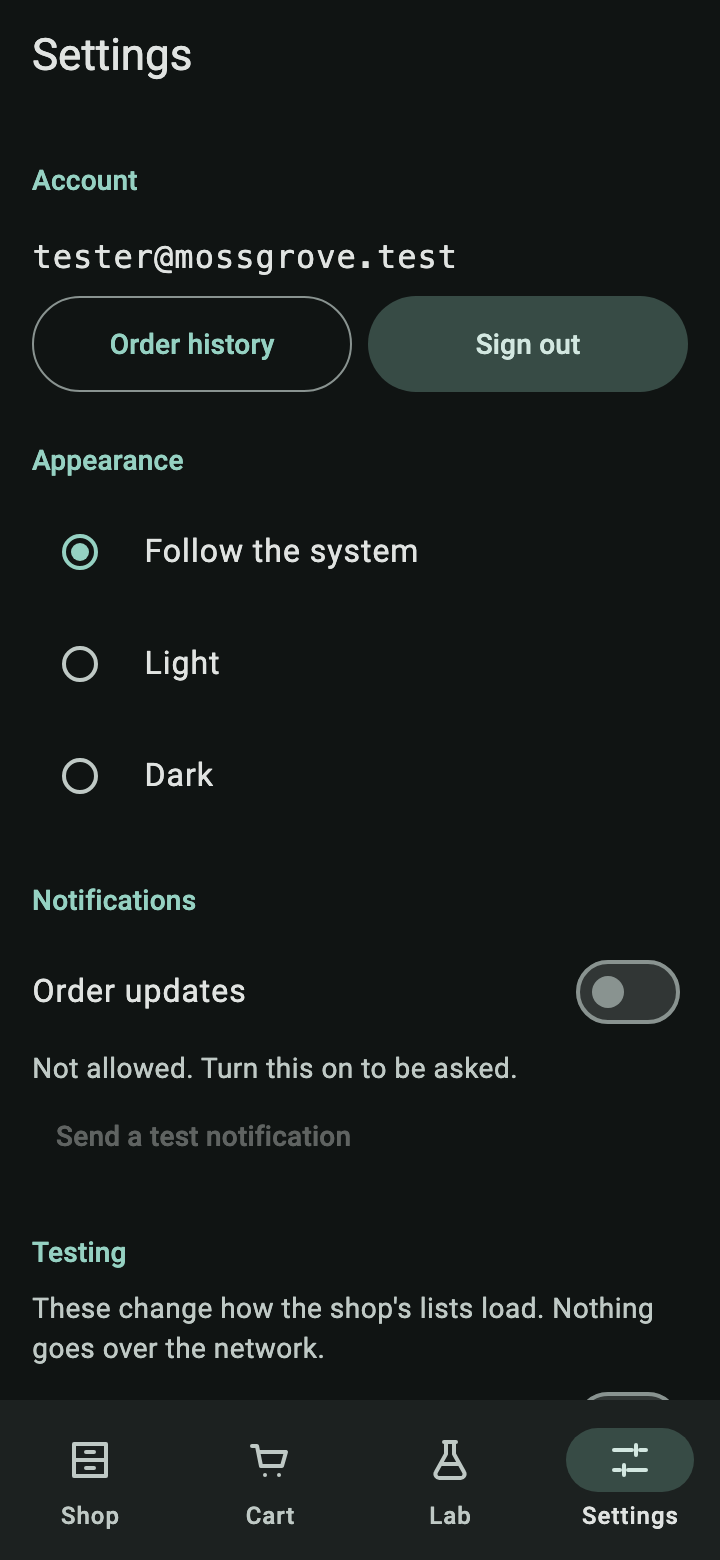 Settings
Account
tester@mossgrove.test
Order history
Sign out
Appearance
Follow the system
Light
Dark
Notifications
Order updates
Not allowed. Turn this on to be asked.
Send a test notification
Testing
These change how the shop's lists load. Nothing
goes over the network.
Shop
Cart
Lab
Settings